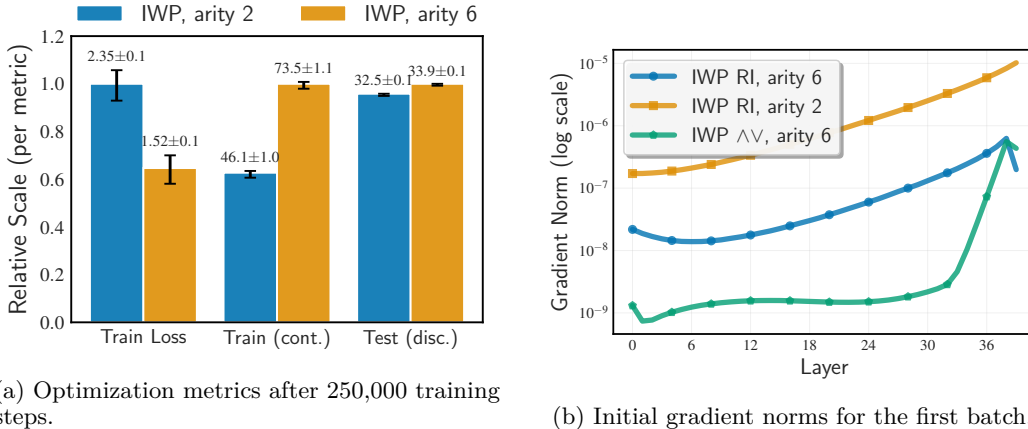 IWP, arity 2
IWP, arity 6
Relative Scale (per metric)
1.2
1.0
0.8
0.6
0.4
0.2
0.0
2.35±0.1
1.52±0.1
46.1±1.0
73.5±1.1
32.5±0.1
33.9±0.1
Train Loss
Train (cont.)
Test (disc.)
(a) Optimization metrics after 250,000 training
steps.
Gradient Norm (log scale)
10⁻⁵
10⁻⁶
10⁻⁷
10⁻⁸
10⁻⁹
IWP RI, arity 6
IWP RI, arity 2
IWP ∧∨, arity 6
0 6 12 18 24 30 36
Layer
(b) Initial gradient norms for the first batch